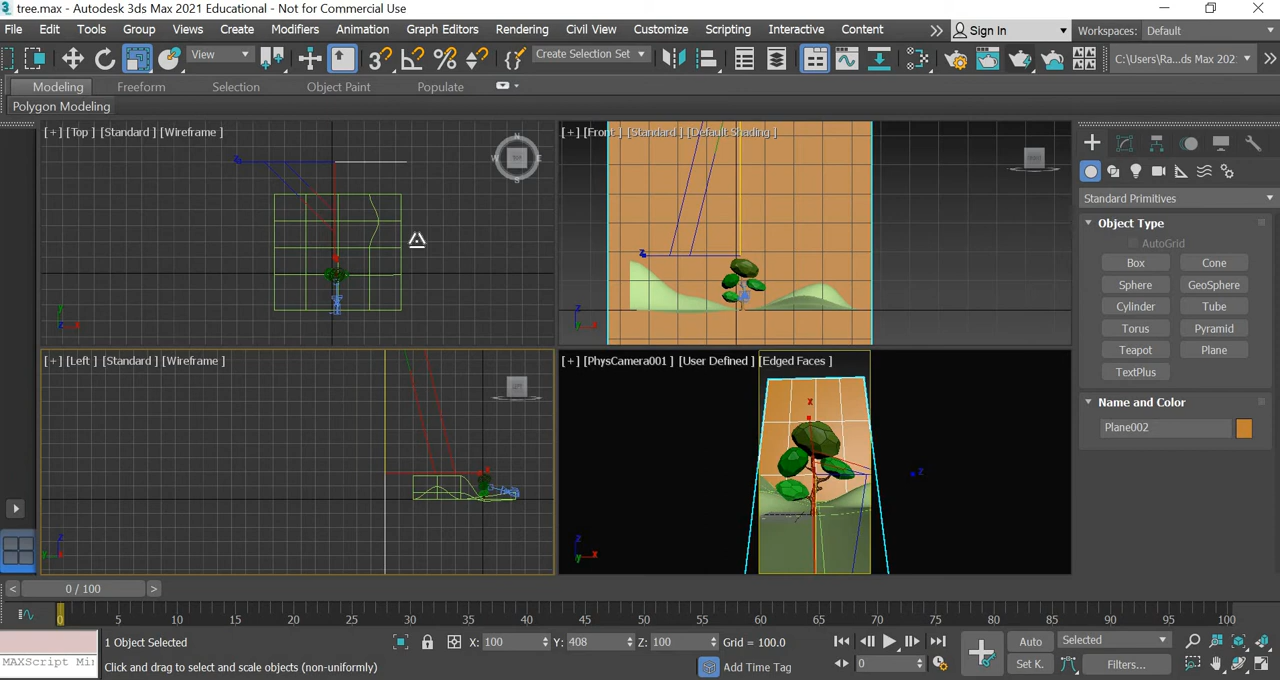 tree.max - Autodesk 3ds Max 2021 Educational - Not for Commercial Use
File Edit Tools Group Views Create Modifiers Animation Graph Editors Rendering Civil View Customize Scripting Interactive Content Sign In Workspaces: Default
View Create Selection Set C:\Users\Ra...ds Max 202:
Modeling Freeform Selection Object Paint Populate
Polygon Modeling
[+] [Top ] [Standard ] [Wireframe ]
[+] [Front ] [Standard ] [Default Shading ]
N
W TOP E
S
FRONT
z
z
y
z x
z
y x
Standard Primitives
Object Type
AutoGrid
Box Cone
Sphere GeoSphere
Cylinder Tube
Torus Pyramid
Teapot Plane
TextPlus
Name and Color
Plane002
[+] [Left ] [Standard ] [Wireframe ]
[+] [PhysCamera001 ] [User Defined ] [Edged Faces ]
LEFT
x
z
z
y x
z
y x
< 0 / 100 >
0 5 10 15 20 25 30 35 40 45 50 55 60 65 70 75 80 85 90 95 100
1 Object Selected X: 100 Y: 408 Z: 100 Grid = 100.0 Auto Selected
MAXScript Mi:
Click and drag to select and scale objects (non-uniformly) Add Time Tag 0 Set K. Filters...